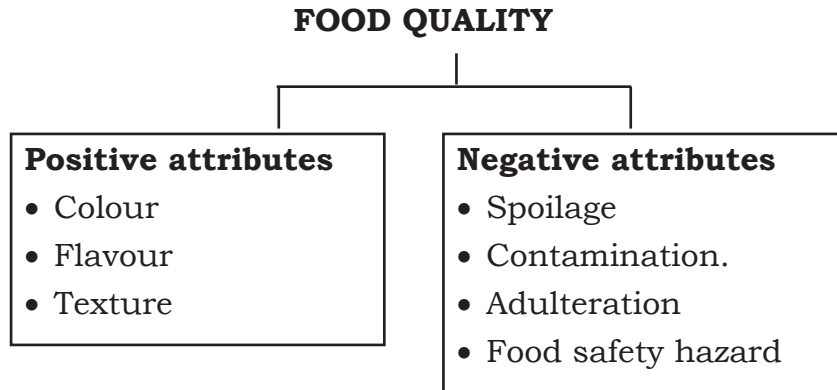 FOOD QUALITY
Positive attributes
• Colour
• Flavour
• Texture
Negative attributes
• Spoilage
• Contamination.
• Adulteration
• Food safety hazard